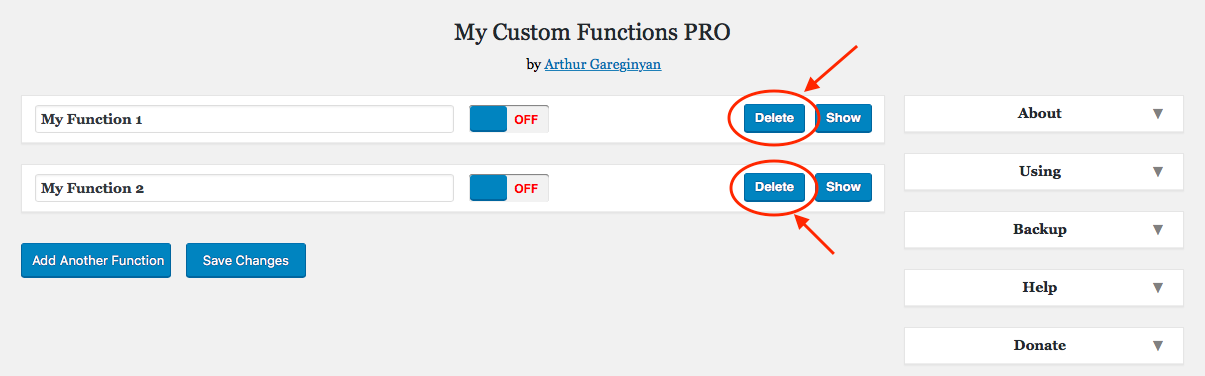 My Custom Functions PRO
by Arthur Gareginyan
My Function 1 OFF Delete Show
My Function 2 OFF Delete Show
Add Another Function Save Changes
About
Using
Backup
Help
Donate